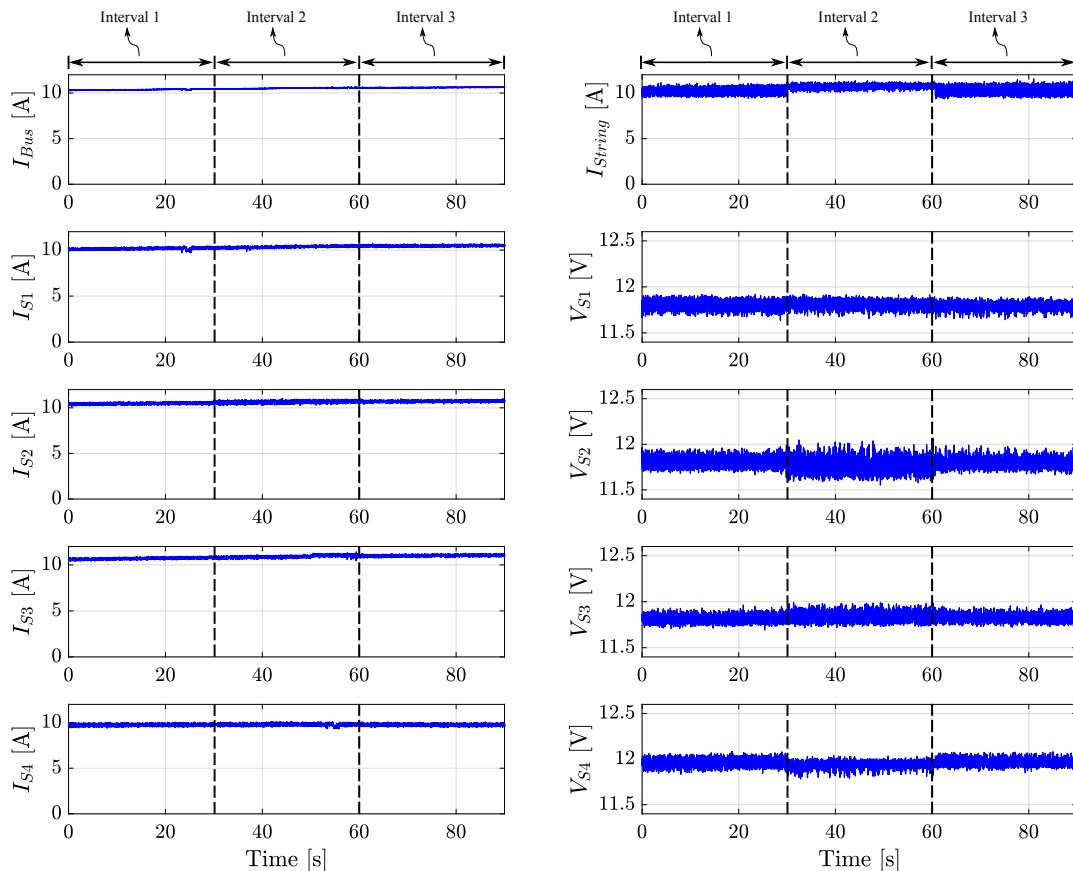 Interval 1
Interval 2
Interval 3
Interval 1
Interval 2
Interval 3
I_Bus [A]
10
5
0
0 20 40 60 80
I_String [A]
10
5
0
0 20 40 60 80
I_S1 [A]
10
5
0
0 20 40 60 80
V_S1 [V]
12.5
12
11.5
0 20 40 60 80
I_S2 [A]
10
5
0
0 20 40 60 80
V_S2 [V]
12.5
12
11.5
0 20 40 60 80
I_S3 [A]
10
5
0
0 20 40 60 80
V_S3 [V]
12.5
12
11.5
0 20 40 60 80
I_S4 [A]
10
5
0
0 20 40 60 80
Time [s]
V_S4 [V]
12.5
12
11.5
0 20 40 60 80
Time [s]